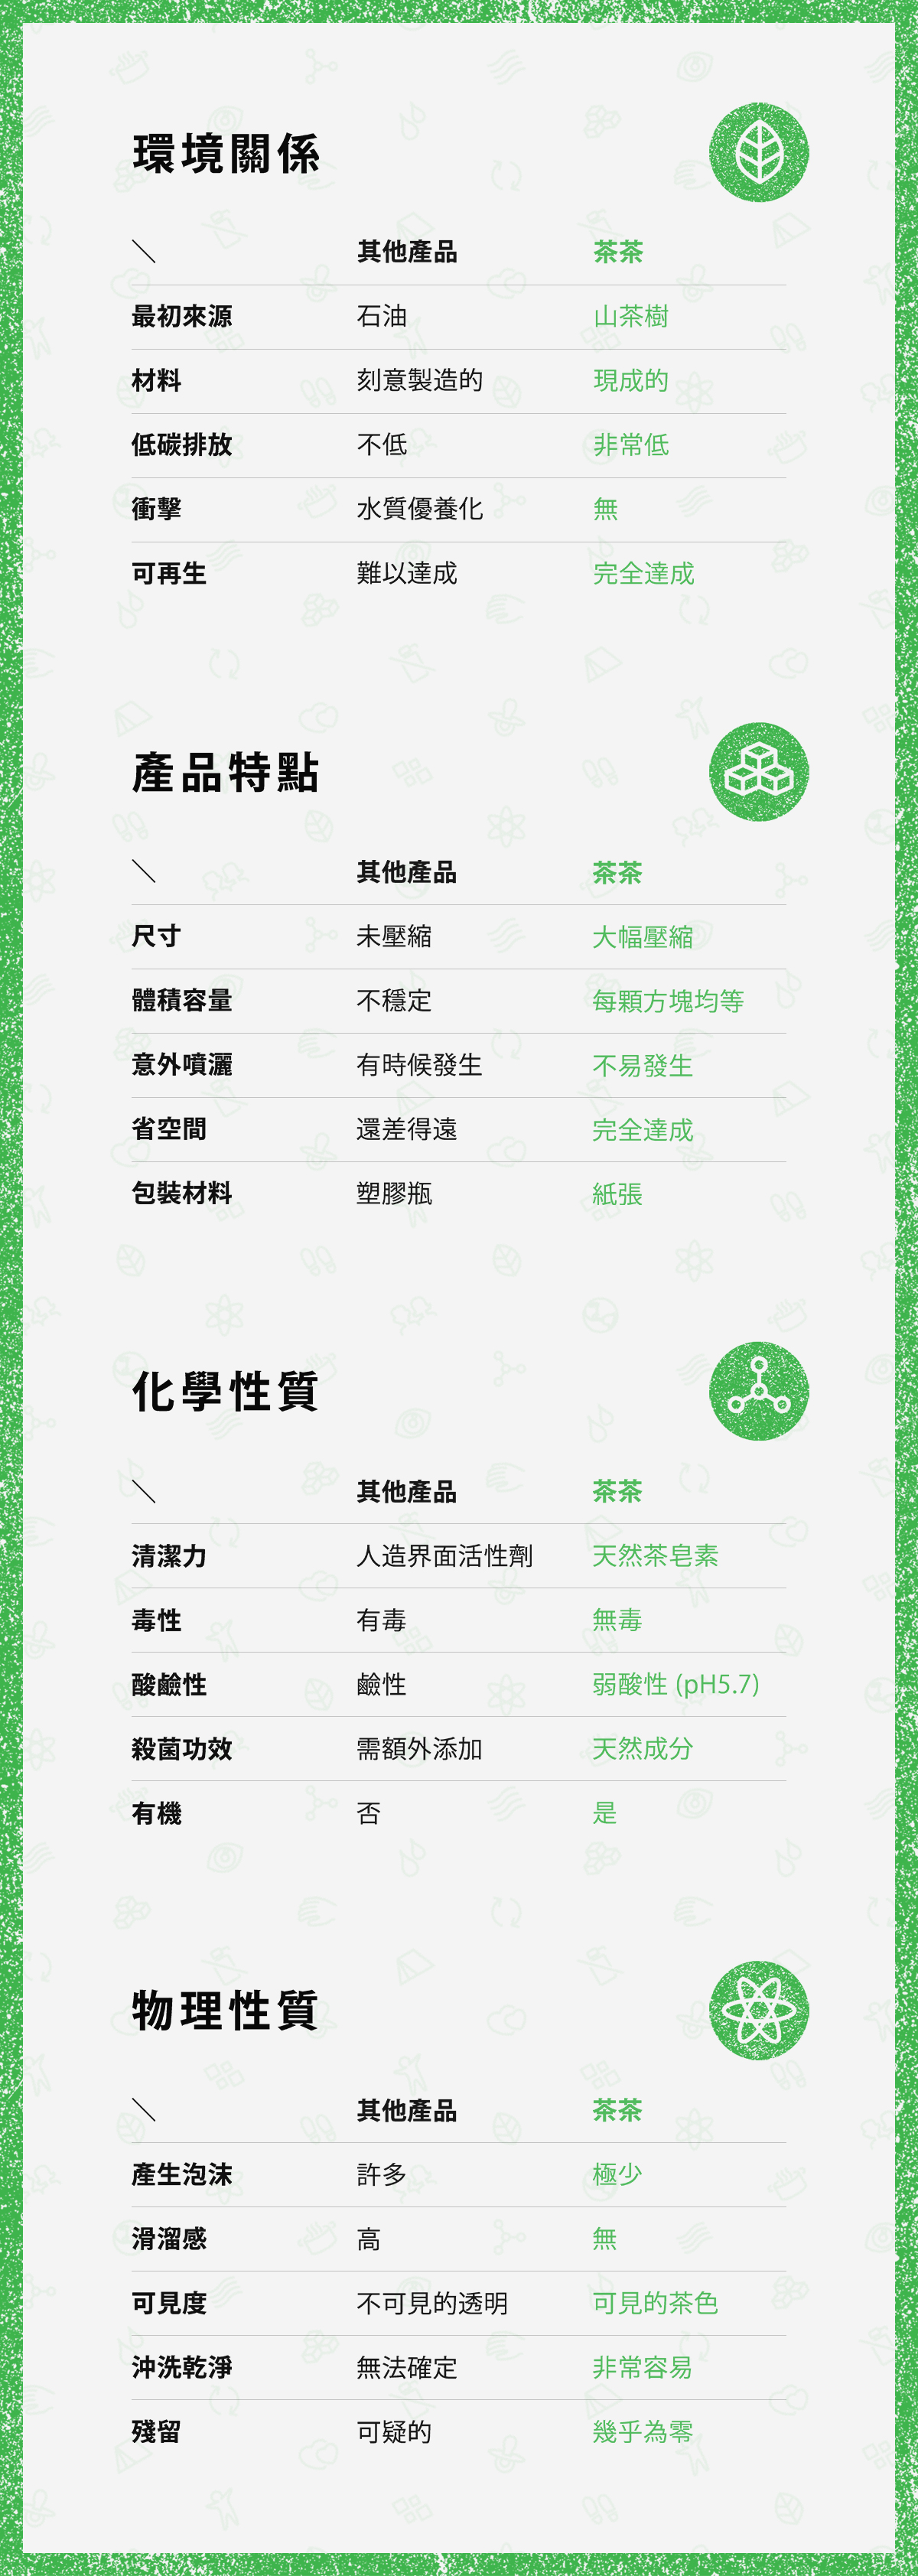 環境關係
＼ 其他產品 茶茶
最初來源 石油 山茶樹
材料 刻意製造的 現成的
低碳排放 不低 非常低
衝擊 水質優養化 無
可再生 難以達成 完全達成
產品特點
＼ 其他產品 茶茶
尺寸 未壓縮 大幅壓縮
體積容量 不穩定 每顆方塊均等
意外噴灑 有時候發生 不易發生
省空間 還差得遠 完全達成
包裝材料 塑膠瓶 紙張
化學性質
＼ 其他產品 茶茶
清潔力 人造界面活性劑 天然茶皂素
毒性 有毒 無毒
酸鹼性 鹼性 弱酸性 (pH5.7)
殺菌功效 需額外添加 天然成分
有機 否 是
物理性質
＼ 其他產品 茶茶
產生泡沫 許多 極少
滑溜感 高 無
可見度 不可見的透明 可見的茶色
沖洗乾淨 無法確定 非常容易
殘留 可疑的 幾乎為零